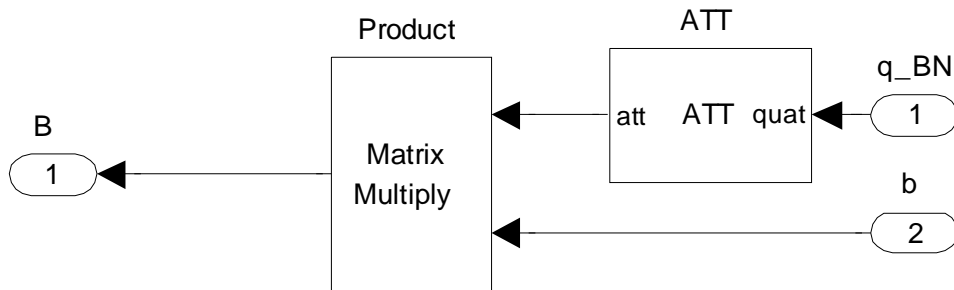 Product
ATT
q_BN
att ATT quat
1
B
1
Matrix
Multiply
b
2